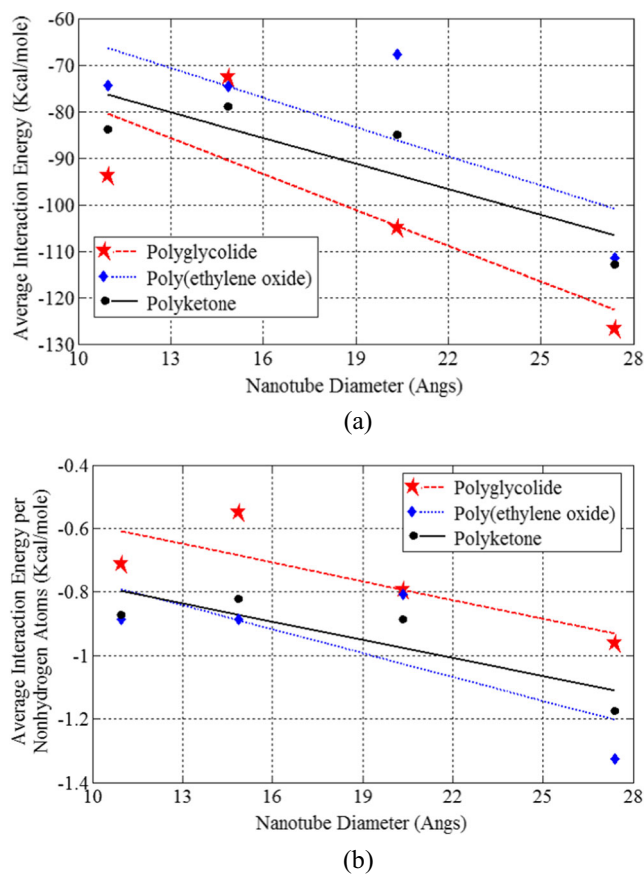 (a)
Average Interaction Energy (Kcal/mole)
-60
-70
-80
-90
-100
-110
-120
-130
Polyglycolide
Poly(ethylene oxide)
Polyketone
10 13 16 19 22 25 28
Nanotube Diameter (Angs)
(a)
Average Interaction Energy per
Nonhydrogen Atoms (Kcal/mole)
-0.4
-0.6
-0.8
-1
-1.2
-1.4
Polyglycolide
Poly(ethylene oxide)
Polyketone
10 13 16 19 22 25 28
Nanotube Diameter (Angs)
(b)